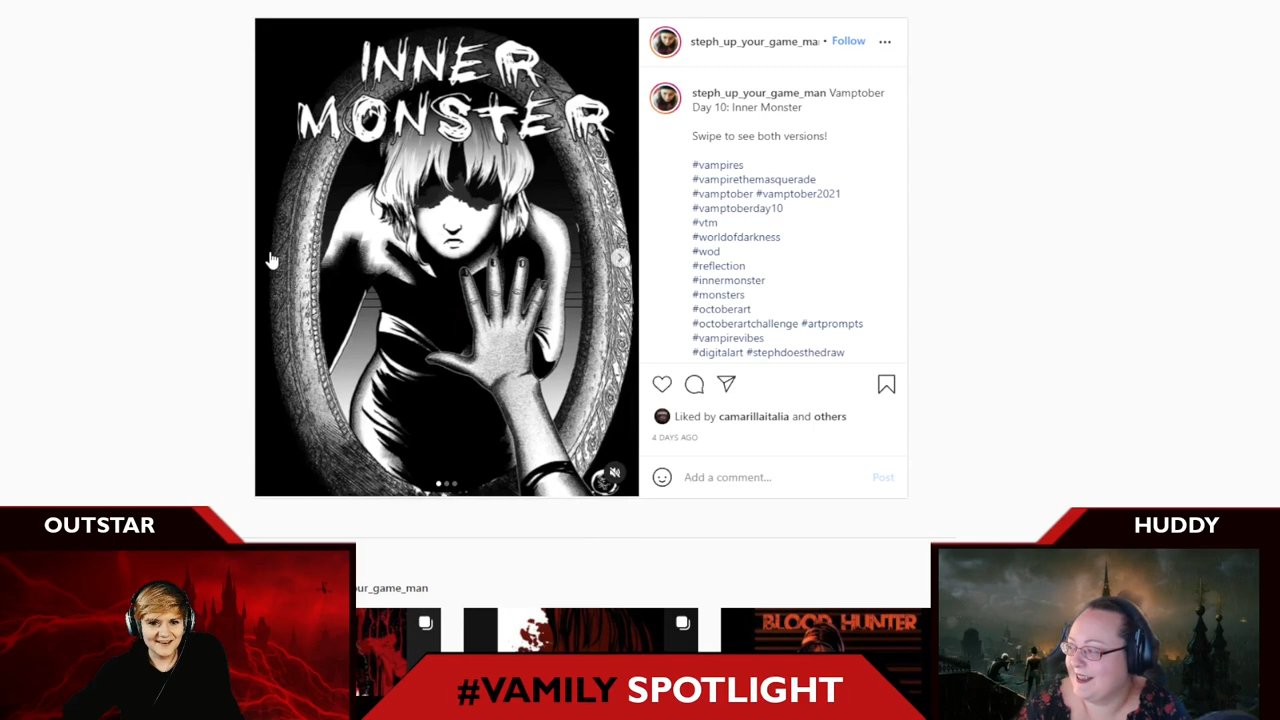 INNER
MONSTER
steph_up_your_game_ma • Follow
steph_up_your_game_man Vamptober
Day 10: Inner Monster
Swipe to see both versions!
#vampires
#vampirethemasquerade
#vamptober #vamptober2021
#vamptoberday10
#vtm
#worldofdarkness
#wod
#reflection
#innermonster
#monsters
#octoberart
#octoberartchallenge #artprompts
#vampirevibes
#digitalart #stephdoesthedraw
Liked by camarillaitalia and others
4 DAYS AGO
Add a comment... Post
OUTSTAR
HUDDY
ur_game_man
BLOOD HUNTER
#VAMILY SPOTLIGHT